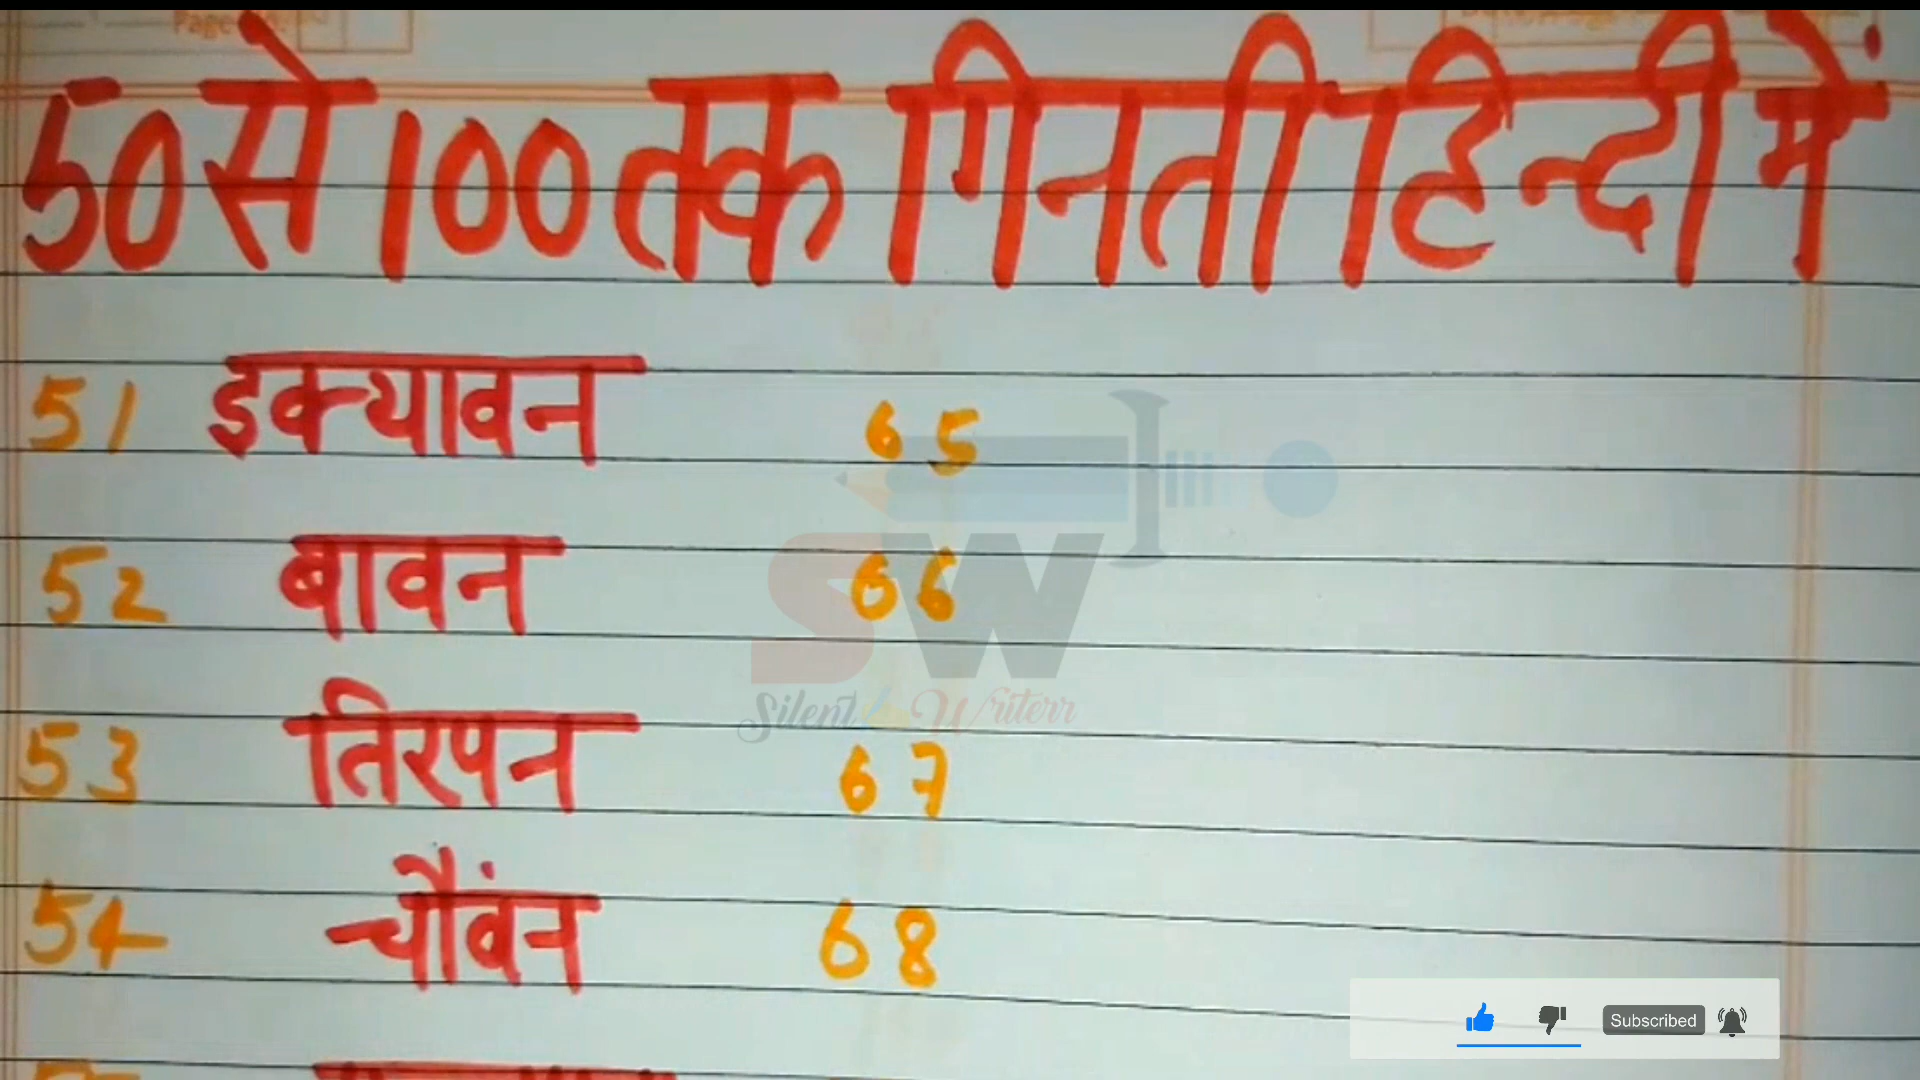 50 से 100 तक गिनती हिन्दी में
51 इक्यावन 65
52 बावन 66
53 तिरपन 67
54 चौवंन 68
SW
Silent Writerr
Subscribed